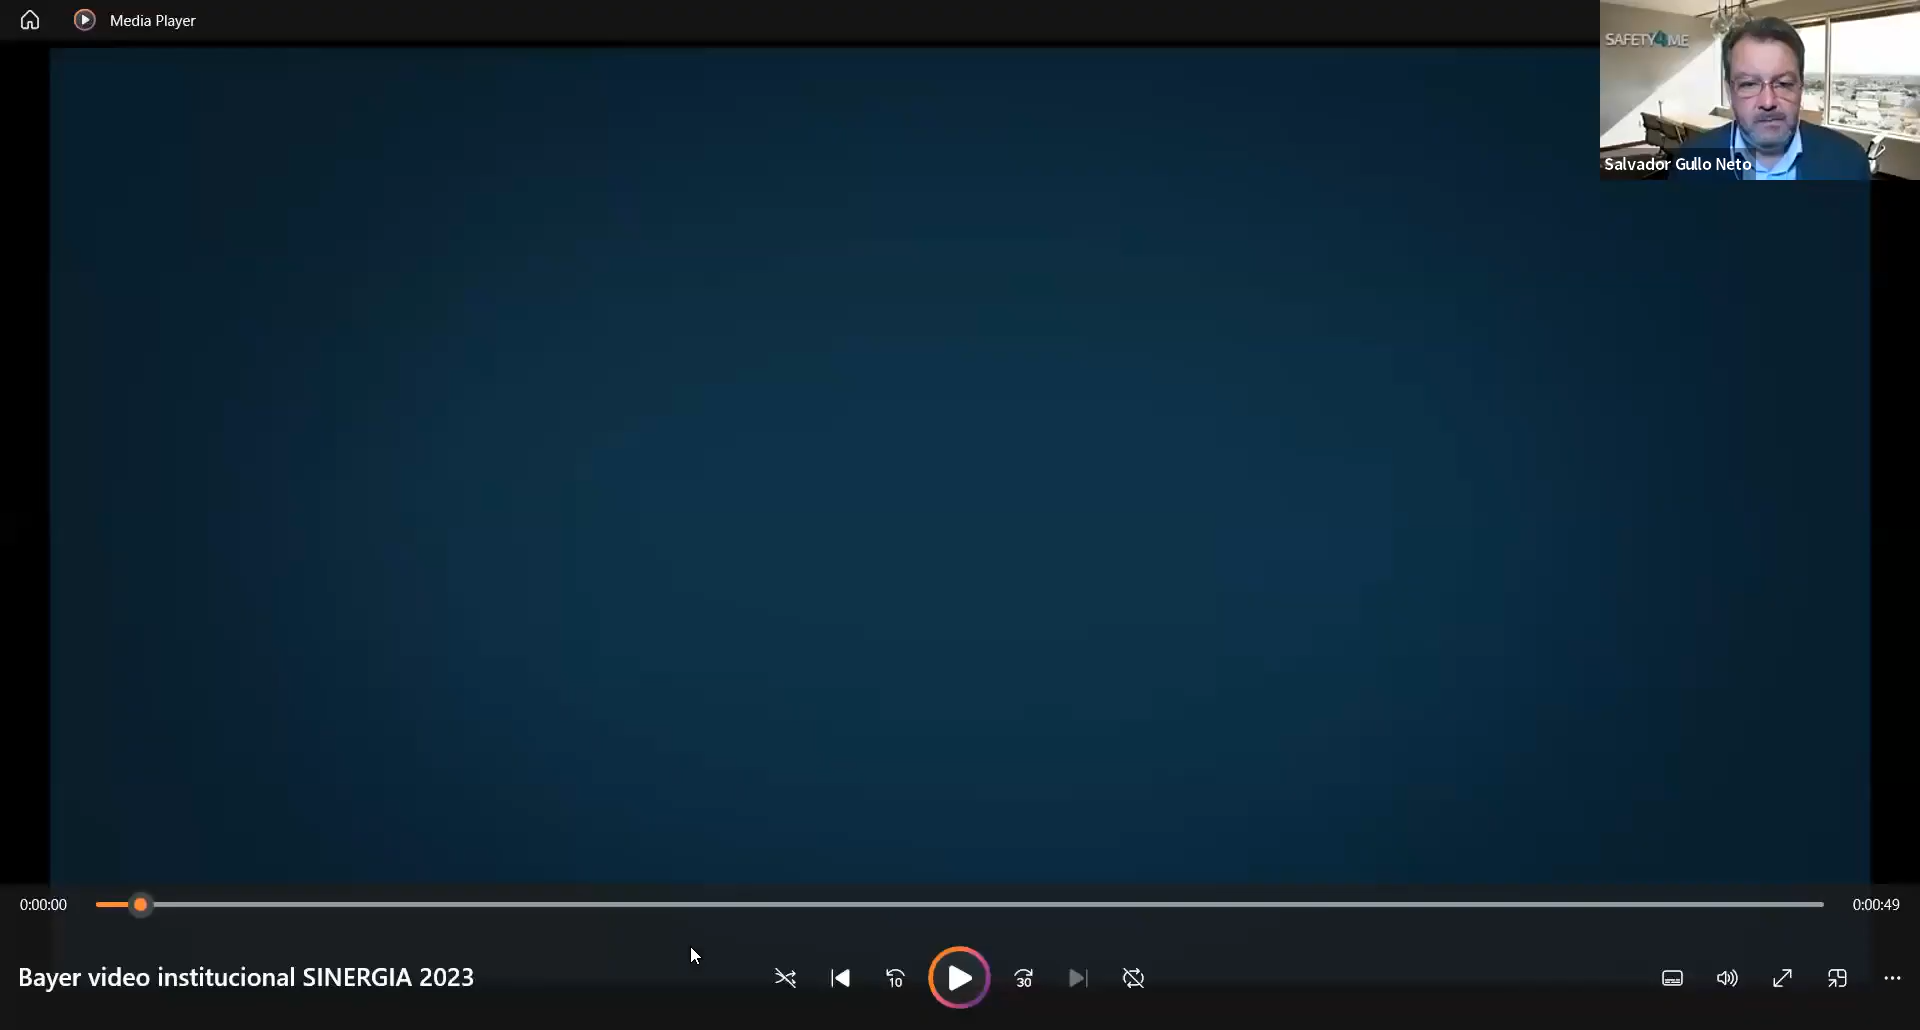 Media Player
SAFETY4ME
Salvador Gullo Neto
0:00:00
0:00:49
Bayer video institucional SINERGIA 2023
10
30